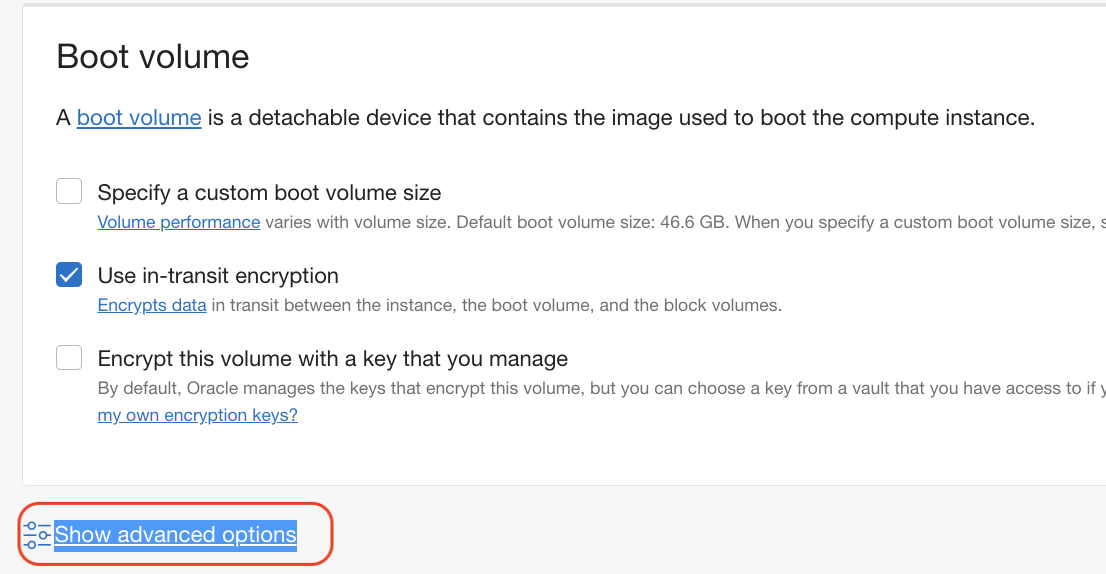 Boot volume
A boot volume is a detachable device that contains the image used to boot the compute instance.
Specify a custom boot volume size
Volume performance varies with volume size. Default boot volume size: 46.6 GB. When you specify a custom boot volume size,
Use in-transit encryption
Encrypts data in transit between the instance, the boot volume, and the block volumes.
Encrypt this volume with a key that you manage
By default, Oracle manages the keys that encrypt this volume, but you can choose a key from a vault that you have access to if
my own encryption keys?
Show advanced options